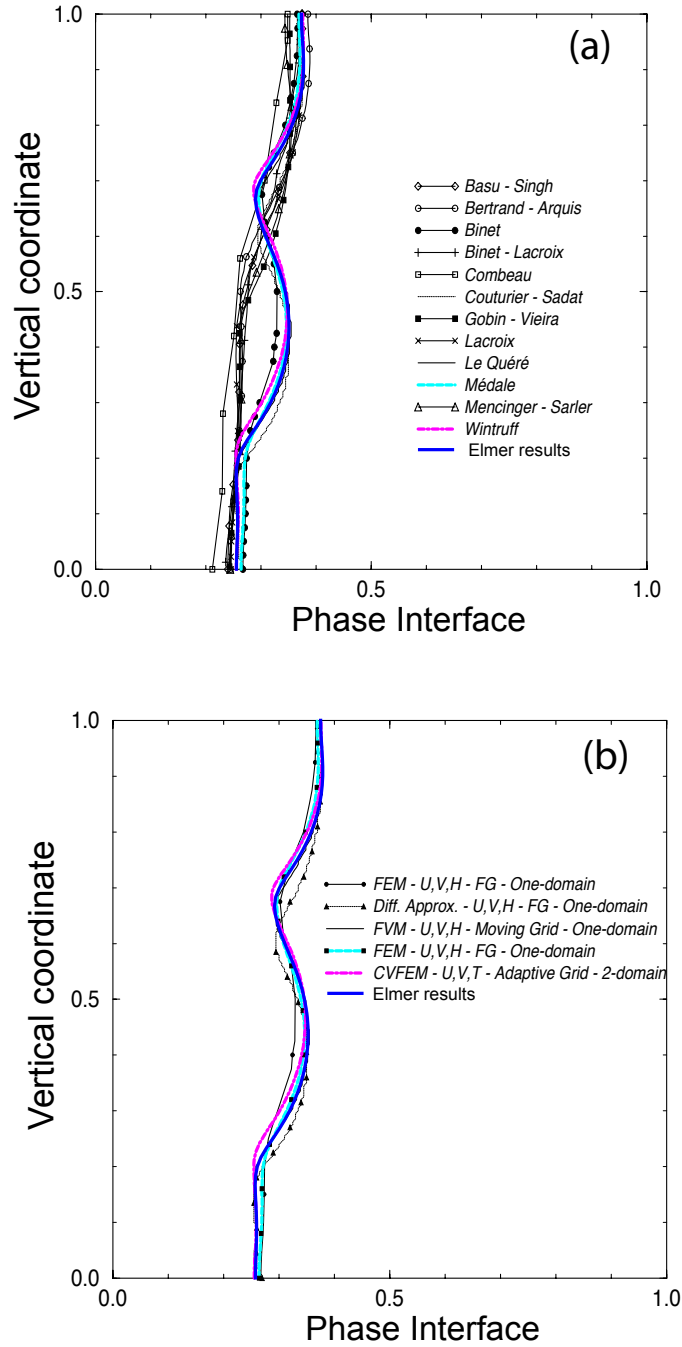 1.0
(a)
Vertical coordinate
Basu - Singh
Bertrand - Arquis
Binet
Binet - Lacroix
Combeau
0.5
Couturier - Sadat
Gobin - Vieira
Lacroix
Le Quéré
Médale
Mencinger - Sarler
Wintruff
Elmer results
0.0
0.0
0.5
1.0
Phase Interface
1.0
(b)
Vertical coordinate
FEM - U,V,H - FG - One-domain
Diff. Approx. - U,V,H - FG - One-domain
FVM - U,V,H - Moving Grid - One-domain
FEM - U,V,H - FG - One-domain
CVFEM - U,V,T - Adaptive Grid - 2-domain
0.5
Elmer results
0.0
0.0
0.5
1.0
Phase Interface